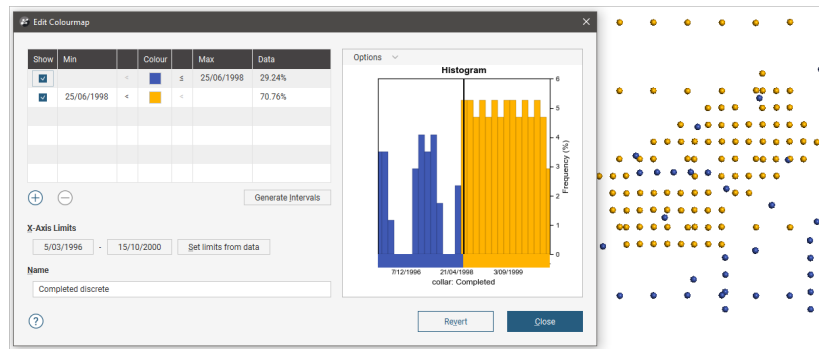 Edit Colourmap
Show Min Colour Max Data
< ≤ 25/06/1998 29.24%
25/06/1998 < < 70.76%
Generate Intervals
X-Axis Limits
5/03/1996 - 15/10/2000 Set limits from data
Name
Completed discrete
? Revert Close
Options
Histogram
6
5
4
3
2
1
0
Frequency (%)
7/12/1996 21/04/1998 3/09/1999
collar: Completed